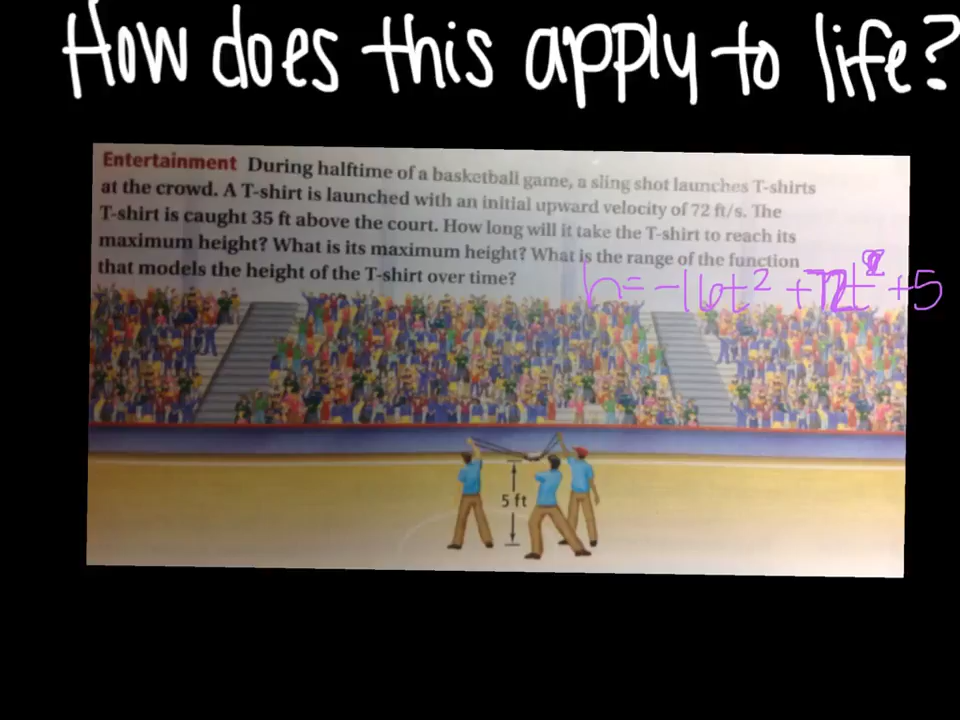 How does this apply to life?
Entertainment During halftime of a basketball game, a sling shot launches T-shirts
at the crowd. A T-shirt is launched with an initial upward velocity of 72 ft/s. The
T-shirt is caught 35 ft above the court. How long will it take the T-shirt to reach its
maximum height? What is its maximum height? What is the range of the function
that models the height of the T-shirt over time?
h = -16t² + 72t + 5
5 ft